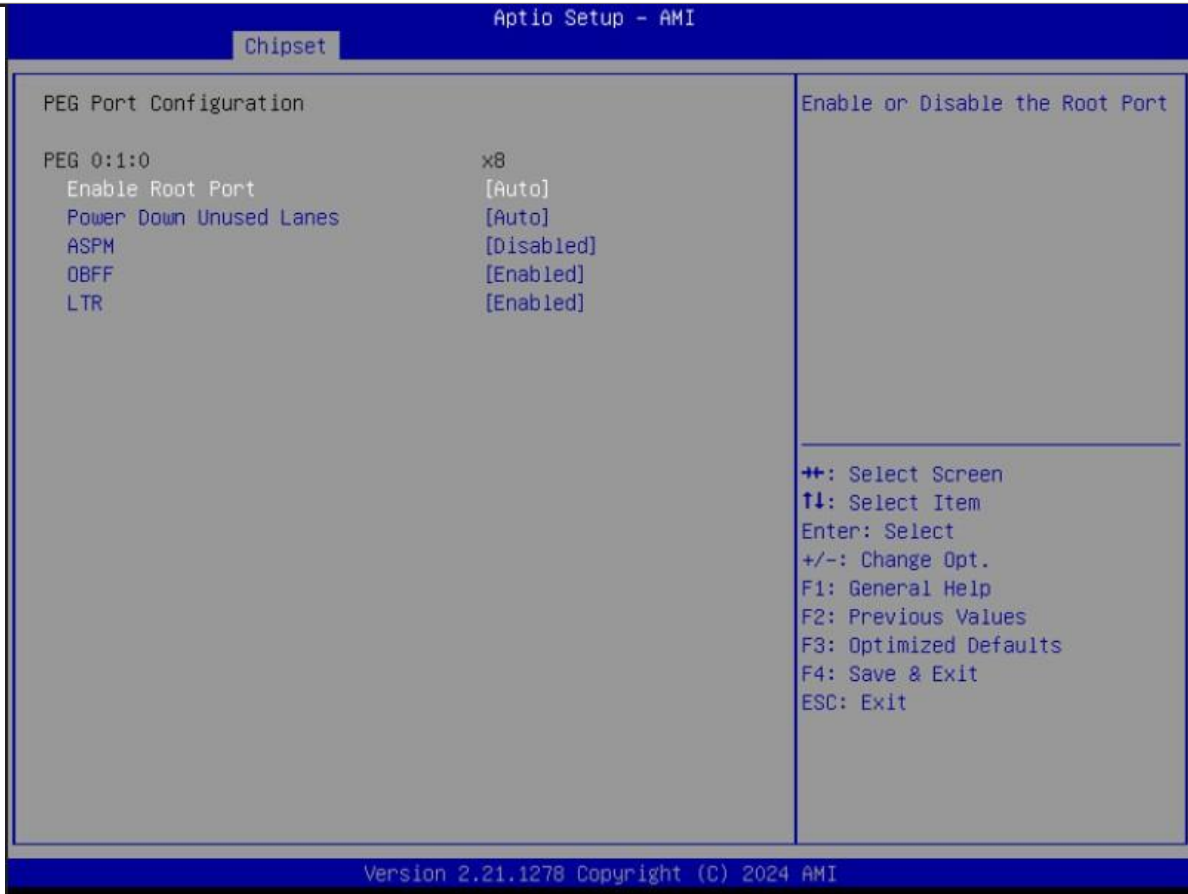 Aptio Setup – AMI
Chipset
PEG Port Configuration
PEG 0:1:0 x8
Enable Root Port [Auto]
Power Down Unused Lanes [Auto]
ASPM [Disabled]
OBFF [Enabled]
LTR [Enabled]
Enable or Disable the Root Port
→←: Select Screen
↑↓: Select Item
Enter: Select
+/-: Change Opt.
F1: General Help
F2: Previous Values
F3: Optimized Defaults
F4: Save & Exit
ESC: Exit
Version 2.21.1278 Copyright (C) 2024 AMI